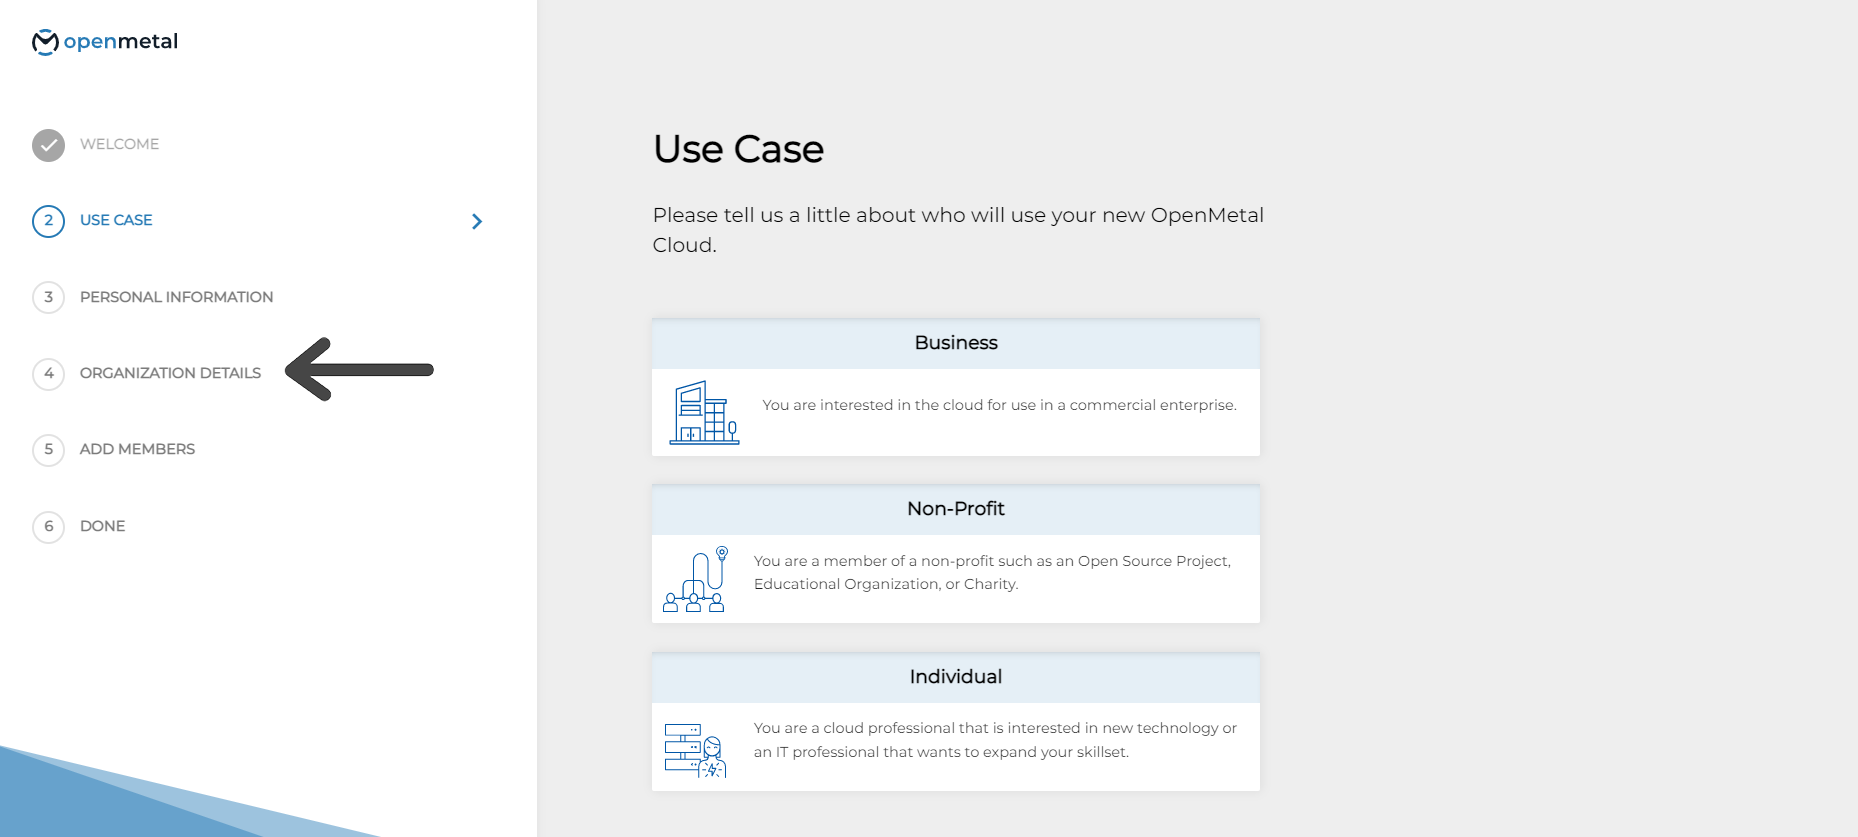 openmetal
WELCOME
2 USE CASE
3 PERSONAL INFORMATION
4 ORGANIZATION DETAILS
5 ADD MEMBERS
6 DONE
Use Case
Please tell us a little about who will use your new OpenMetal
Cloud.
Business
You are interested in the cloud for use in a commercial enterprise.
Non-Profit
You are a member of a non-profit such as an Open Source Project,
Educational Organization, or Charity.
Individual
You are a cloud professional that is interested in new technology or
an IT professional that wants to expand your skillset.